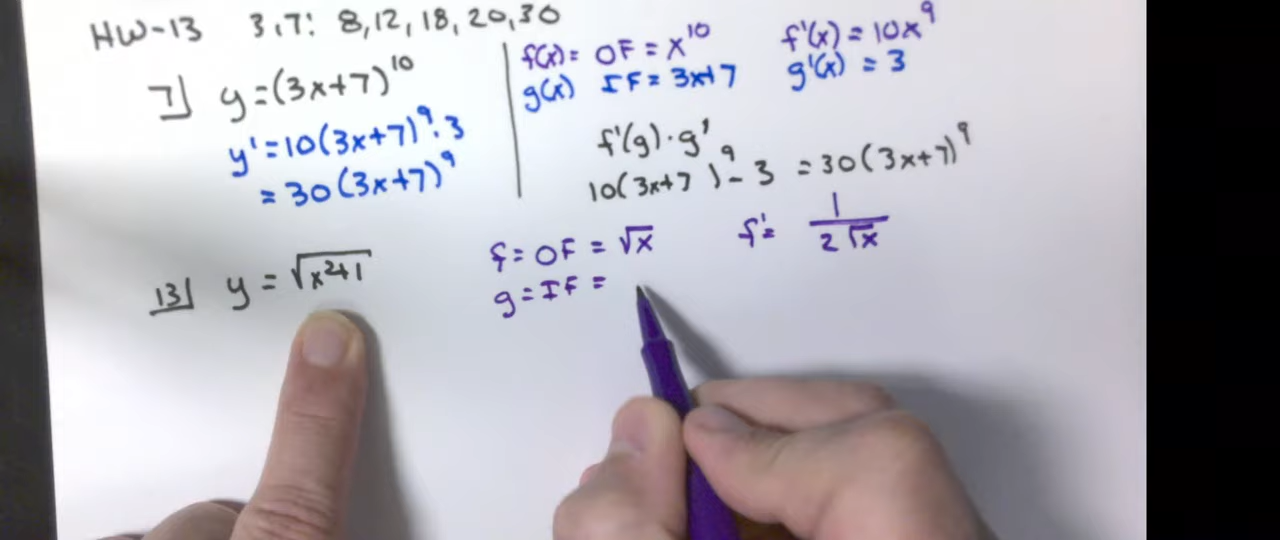 HW-13 3.7: 8,12,18,20,30
7] y=(3x+7)^10
y'=10(3x+7)^9·3
=30(3x+7)^9
f(x)= OF = x^10 f'(x)=10x^9
g(x) IF = 3x+7 g'(x) = 3
f'(g)·g'
10(3x+7)^9 - 3 = 30(3x+7)^9
13] y = √(x²+1)
f = OF = √x f'= 1/(2√x)
g = IF =